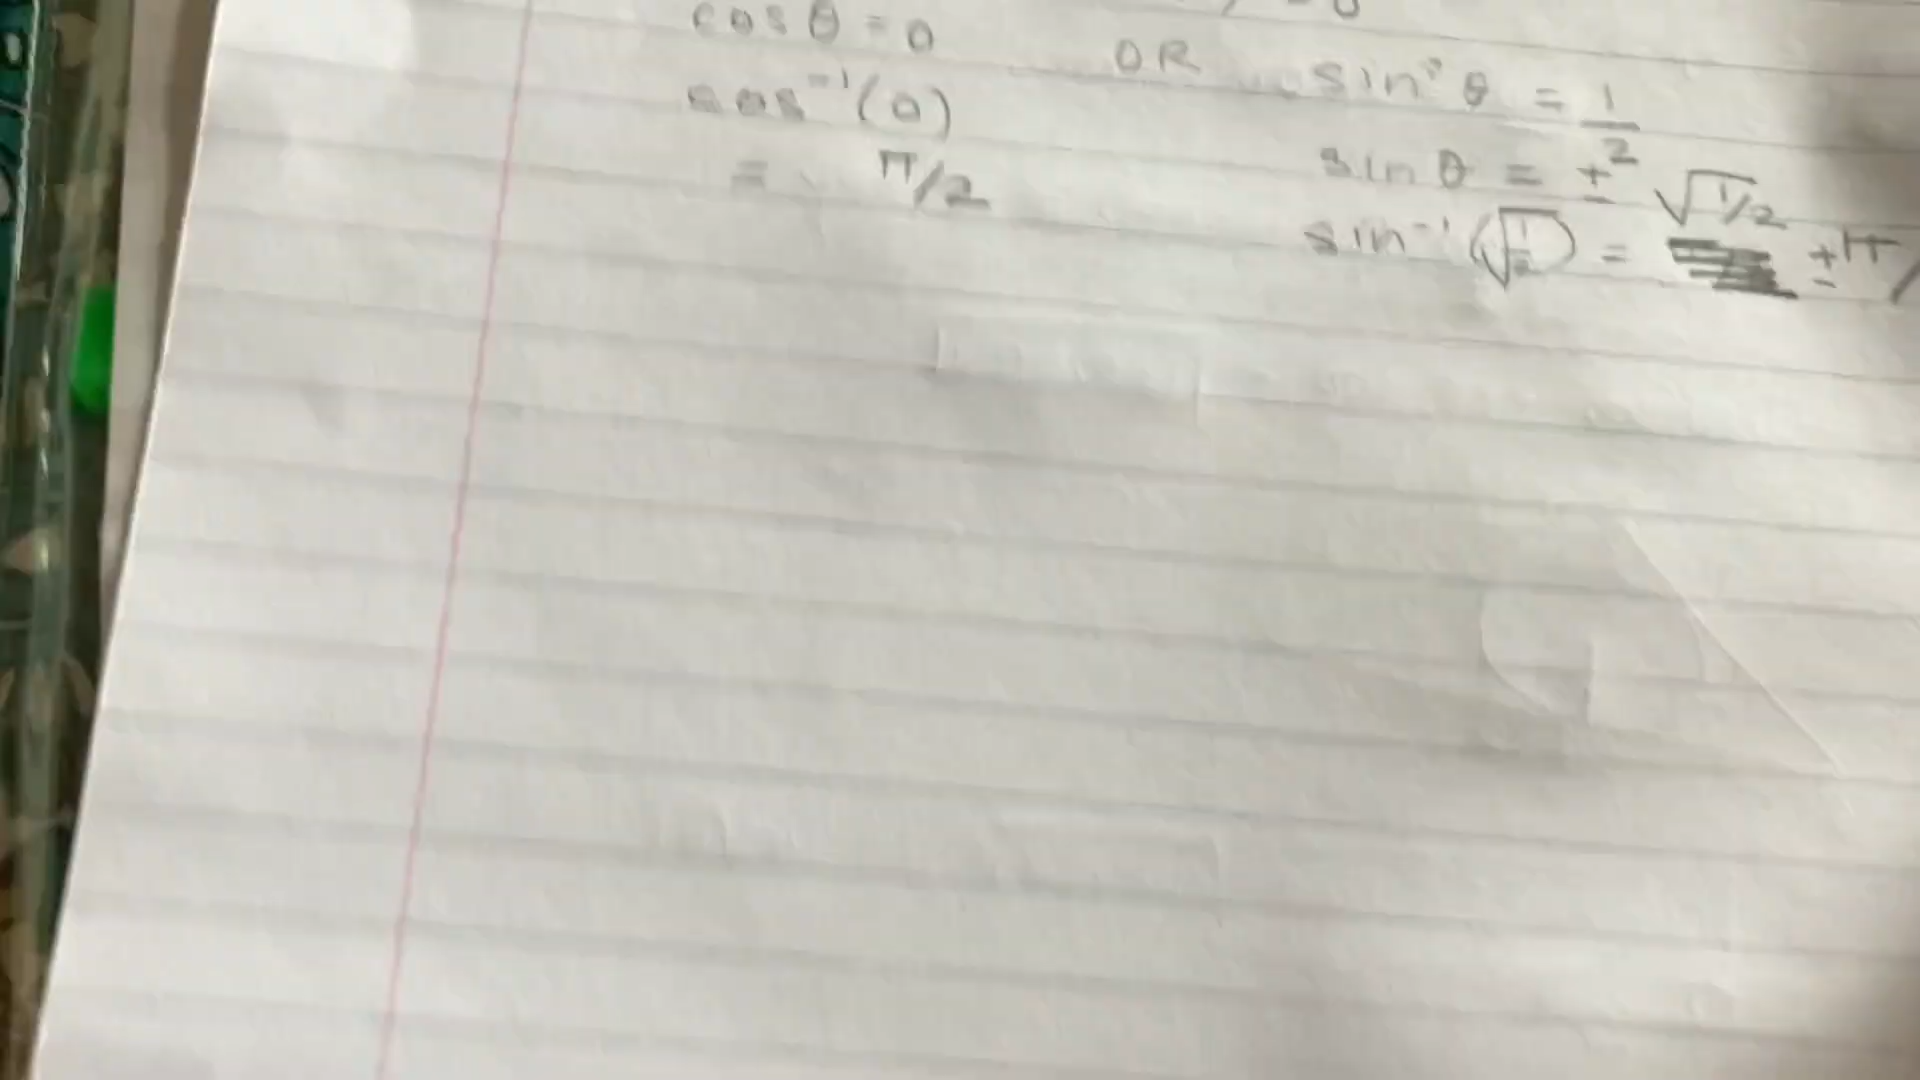 cos θ = 0 OR sin² θ = 1/2
cos⁻¹(0)
= π/2
sin θ = ± √1/2
sin⁻¹(√1/2) = ±π/